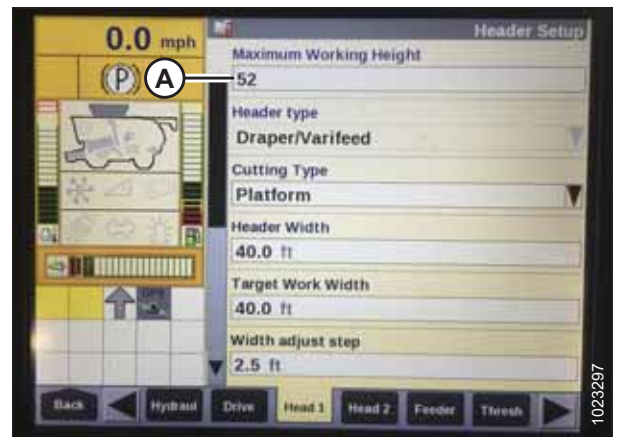 0.0 mph
(P)
A
Header Setup
Maximum Working Height
52
Header type
Draper/Varifeed
Cutting Type
Platform
Header Width
40.0 ft
Target Work Width
40.0 ft
Width adjust step
2.5 ft
Back
Hydraul
Drive
Head 1
Head 2
Feeder
Thresh
1023297